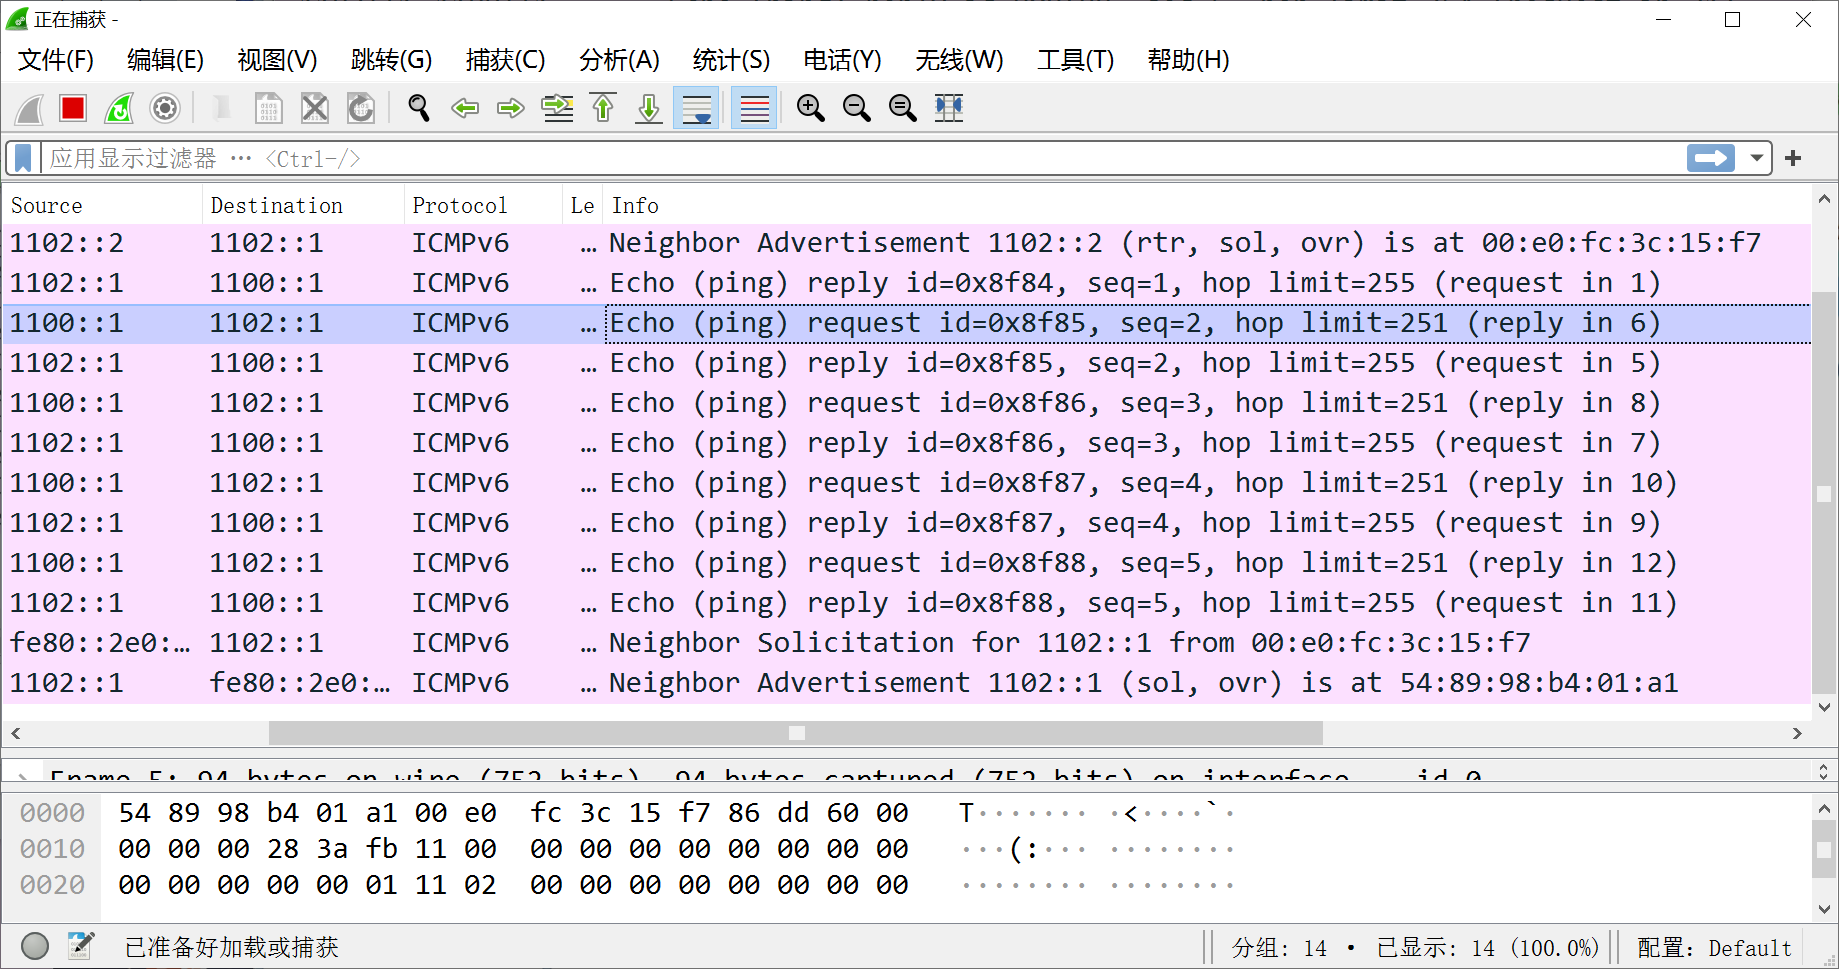 正在捕获 -
文件(F) 编辑(E) 视图(V) 跳转(G) 捕获(C) 分析(A) 统计(S) 电话(Y) 无线(W) 工具(T) 帮助(H)
应用显示过滤器 … <Ctrl-/>
Source Destination Protocol Le Info
1102::2 1102::1 ICMPv6 … Neighbor Advertisement 1102::2 (rtr, sol, ovr) is at 00:e0:fc:3c:15:f7
1102::1 1100::1 ICMPv6 … Echo (ping) reply id=0x8f84, seq=1, hop limit=255 (request in 1)
1100::1 1102::1 ICMPv6 … Echo (ping) request id=0x8f85, seq=2, hop limit=251 (reply in 6)
1102::1 1100::1 ICMPv6 … Echo (ping) reply id=0x8f85, seq=2, hop limit=255 (request in 5)
1100::1 1102::1 ICMPv6 … Echo (ping) request id=0x8f86, seq=3, hop limit=251 (reply in 8)
1102::1 1100::1 ICMPv6 … Echo (ping) reply id=0x8f86, seq=3, hop limit=255 (request in 7)
1100::1 1102::1 ICMPv6 … Echo (ping) request id=0x8f87, seq=4, hop limit=251 (reply in 10)
1102::1 1100::1 ICMPv6 … Echo (ping) reply id=0x8f87, seq=4, hop limit=255 (request in 9)
1100::1 1102::1 ICMPv6 … Echo (ping) request id=0x8f88, seq=5, hop limit=251 (reply in 12)
1102::1 1100::1 ICMPv6 … Echo (ping) reply id=0x8f88, seq=5, hop limit=255 (request in 11)
fe80::2e0:… 1102::1 ICMPv6 … Neighbor Solicitation for 1102::1 from 00:e0:fc:3c:15:f7
1102::1 fe80::2e0:… ICMPv6 … Neighbor Advertisement 1102::1 (sol, ovr) is at 54:89:98:b4:01:a1
Frame 5: 94 bytes on wire (752 bits), 94 bytes captured (752 bits) on interface -, id 0
0000 54 89 98 b4 01 a1 00 e0 fc 3c 15 f7 86 dd 60 00 T······· ·<····`·
0010 00 00 00 28 3a fb 11 00 00 00 00 00 00 00 00 00 ···(:··· ········
0020 00 00 00 00 00 01 11 02 00 00 00 00 00 00 00 00 ········ ········
已准备好加载或捕获 分组: 14 · 已显示: 14 (100.0%) 配置: Default